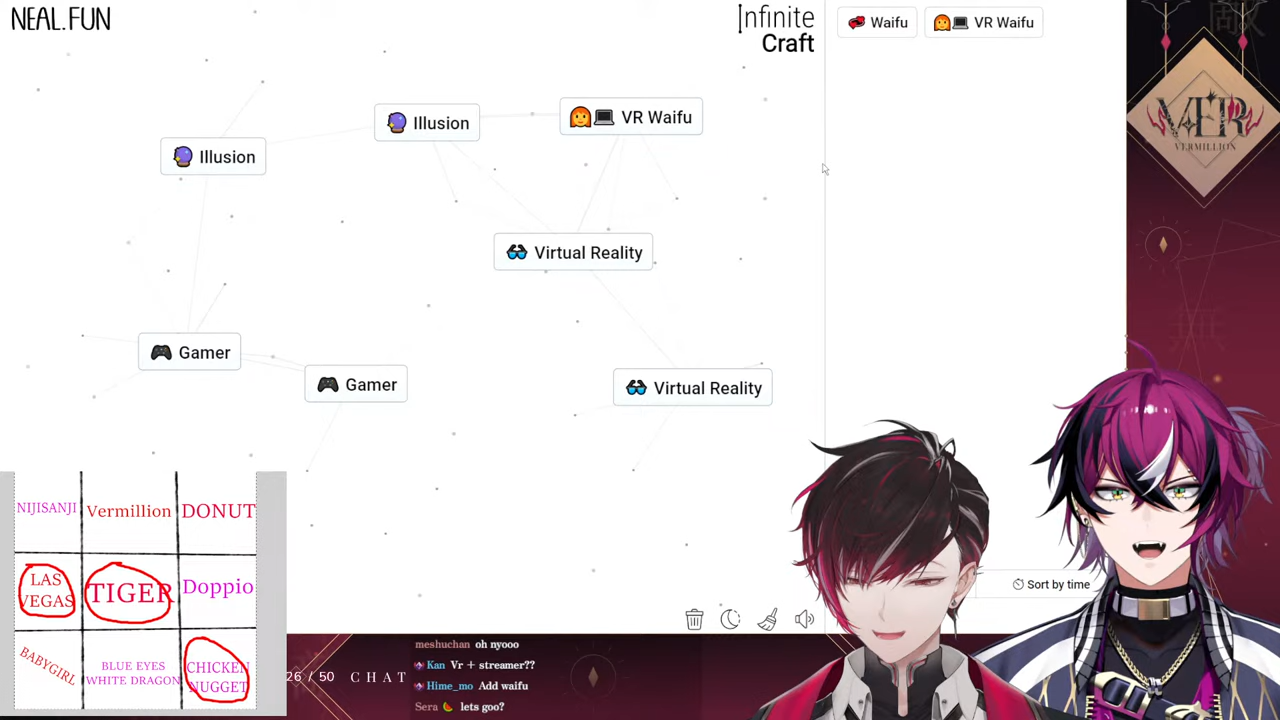 NEAL.FUN
Infinite
Craft
Waifu
VR Waifu
Illusion
VR Waifu
Illusion
Virtual Reality
Gamer
Gamer
Virtual Reality
VER
VERMILLION
NIJISANJI
Vermillion
DONUT
LAS
VEGAS
TIGER
Doppio
BABYGIRL
BLUE EYES
WHITE DRAGON
CHICKEN
NUGGET
Sort by time
26 / 50
CHAT
meshuchan oh nyooo
Kan Vr + streamer??
Hime_mo Add waifu
Sera lets goo?